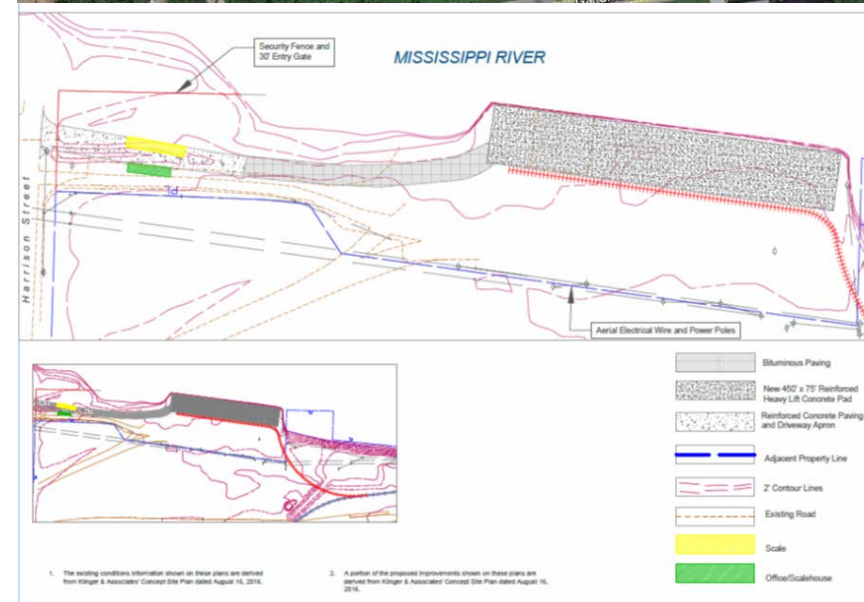 Security Fence and
30' Entry Gate
MISSISSIPPI RIVER
Harrison Street
PL
Aerial Electrical Wire and Power Poles
Bituminous Paving
New 450' x 75' Reinforced
Heavy Lift Concrete Pad
Reinforced Concrete Paving
and Driveway Apron
Adjacent Property Line
2' Contour Lines
Existing Road
Scale
Office/Scalehouse
1. The existing conditions information shown on these plans are derived
from Klinger & Associates' Concept Site Plan dated August 16, 2016.
2. A portion of the proposed improvements shown on these plans are
derived from Klinger & Associates' Concept Site Plan dated August 16,
2016.